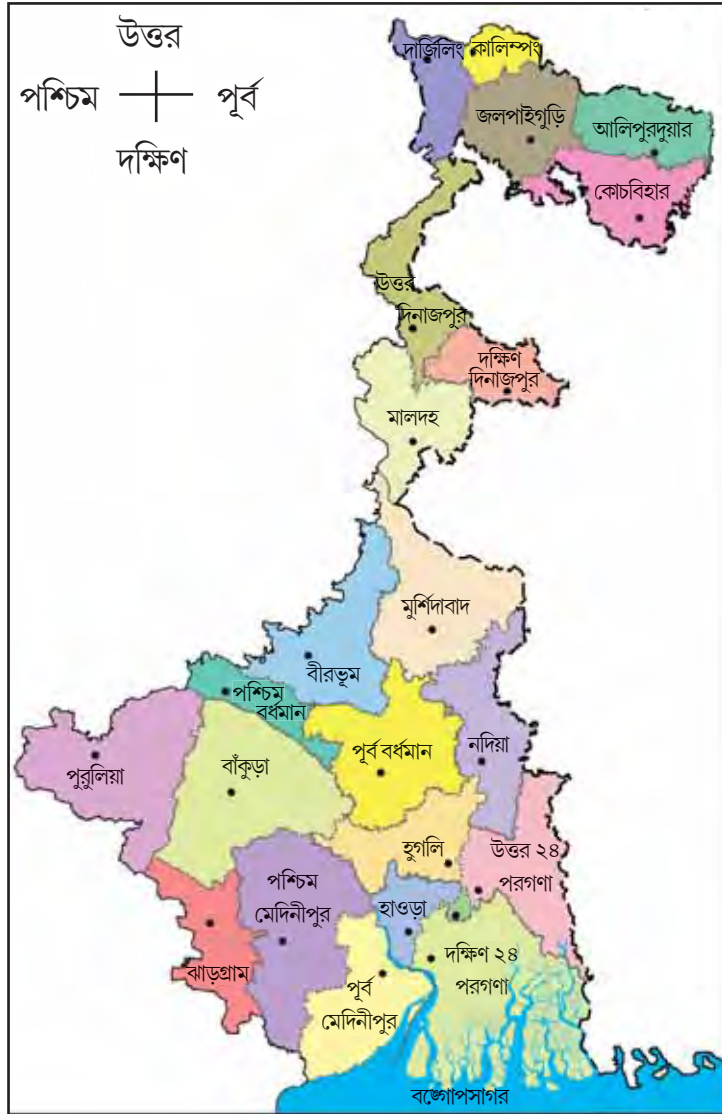 উত্তর
পশ্চিম
পূর্ব
দক্ষিণ
দার্জিলিং
কালিম্পং
জলপাইগুড়ি
আলিপুরদুয়ার
কোচবিহার
উত্তর
দিনাজপুর
দক্ষিণ
দিনাজপুর
মালদহ
মুর্শিদাবাদ
বীরভূম
পশ্চিম
বর্ধমান
পূর্ব বর্ধমান
নদিয়া
পুরুলিয়া
বাঁকুড়া
হুগলি
উত্তর ২৪
পরগণা
পশ্চিম
মেদিনীপুর
হাওড়া
ঝাড়গ্রাম
দক্ষিণ ২৪
পরগণা
পূর্ব
মেদিনীপুর
বঙ্গোপসাগর